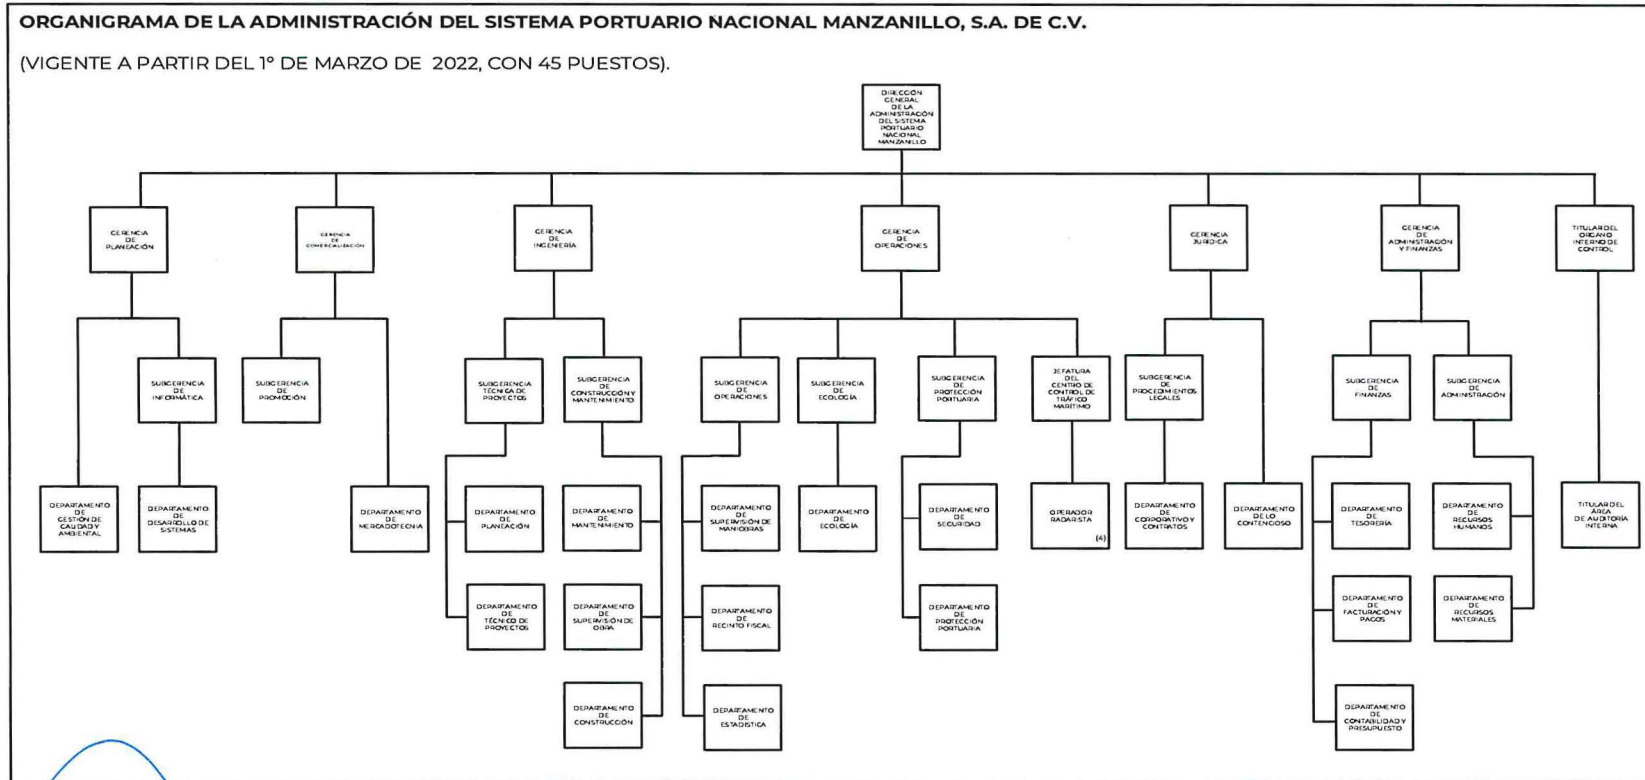 ORGANIGRAMA DE LA ADMINISTRACIÓN DEL SISTEMA PORTUARIO NACIONAL MANZANILLO, S.A. DE C.V.
(VIGENTE A PARTIR DEL 1° DE MARZO DE 2022, CON 45 PUESTOS).
DIRECCIÓN
GENERAL
DE LA
ADMINISTRACIÓN
DEL SISTEMA
PORTUARIO
NACIONAL
MANZANILLO
GERENCIA
DE
PLANEACIÓN
GERENCIA
DE
COMERCIALIZACIÓN
GERENCIA
DE
INGENIERÍA
GERENCIA
DE
OPERACIONES
GERENCIA
JURÍDICA
GERENCIA
DE
ADMINISTRACIÓN
Y FINANZAS
TITULAR DEL
ORGANO
INTERNO DE
CONTROL
SUBGERENCIA
DE
INFORMÁTICA
SUBGERENCIA
DE
PROMOCIÓN
SUBGERENCIA
TÉCNICA DE
PROYECTOS
SUBGERENCIA
DE
CONSTRUCCIÓN Y
MANTENIMIENTO
SUBGERENCIA
DE
OPERACIONES
SUBGERENCIA
DE
ECOLOGÍA
SUBGERENCIA
DE
PROTECCIÓN
PORTUARIA
JEFATURA
DEL
CENTRO DE
CONTROL DE
TRÁFICO
MARÍTIMO
SUBGERENCIA
DE
PROCEDIMIENTOS
LEGALES
SUBGERENCIA
DE
FINANZAS
SUBGERENCIA
DE
ADMINISTRACIÓN
DEPARTAMENTO
DE
GESTIÓN DE
CALIDAD Y
AMBIENTAL
DEPARTAMENTO
DE
DESARROLLO DE
SISTEMAS
DEPARTAMENTO
DE
MERCADOTECNIA
DEPARTAMENTO
DE
PLANEACIÓN
DEPARTAMENTO
DE
MANTENIMIENTO
DEPARTAMENTO
DE
SUPERVISIÓN DE
MANIOBRAS
DEPARTAMENTO
DE
ECOLOGÍA
DEPARTAMENTO
DE
SEGURIDAD
OPERADOR
RADARISTA
(4)
DEPARTAMENTO
DE
CORPORATIVO Y
CONTRATOS
DEPARTAMENTO
DE LO
CONTENCIOSO
DEPARTAMENTO
DE
TESORERÍA
DEPARTAMENTO
DE
RECURSOS
HUMANOS
TITULAR DEL
ÁREA
DE AUDITORÍA
INTERNA
DEPARTAMENTO
DE
TÉCNICO DE
PROYECTOS
DEPARTAMENTO
DE
SUPERVISIÓN DE
OBRA
DEPARTAMENTO
DE
RECINTO FISCAL
DEPARTAMENTO
DE
PROTECCIÓN
PORTUARIA
DEPARTAMENTO
DE
FACTURACIÓN Y
PAGOS
DEPARTAMENTO
DE
RECURSOS
MATERIALES
DEPARTAMENTO
DE
CONSTRUCCIÓN
DEPARTAMENTO
DE
ESTADÍSTICA
DEPARTAMENTO
DE
CONTABILIDAD Y
PRESUPUESTO